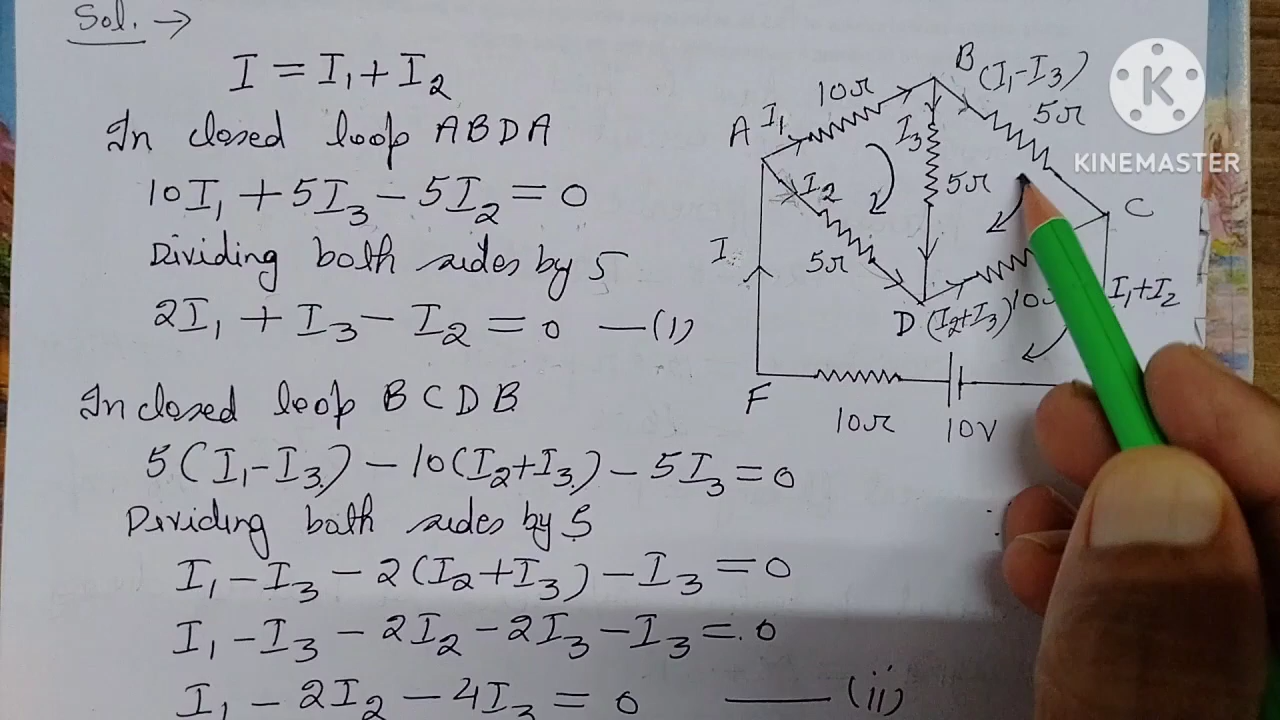 Sol. →
I = I₁ + I₂
In closed loop ABDA
10I₁ + 5I₃ − 5I₂ = 0
Dividing both sides by 5
2I₁ + I₃ − I₂ = 0 —(i)
In closed loop BCDB
5(I₁−I₃) − 10(I₂+I₃) − 5I₃ = 0
Dividing both sides by 5
I₁ − I₃ − 2(I₂+I₃) − I₃ = 0
I₁ − I₃ − 2I₂ − 2I₃ − I₃ = 0
I₁ − 2I₂ − 4I₃ = 0 —(ii)
B (I₁−I₃)
10Ω
5Ω
A I₁
I₃
I₂
5Ω
C
I
5Ω
10Ω
I₁+I₂
D (I₂+I₃)
F
10Ω
10V
K
KINEMASTER